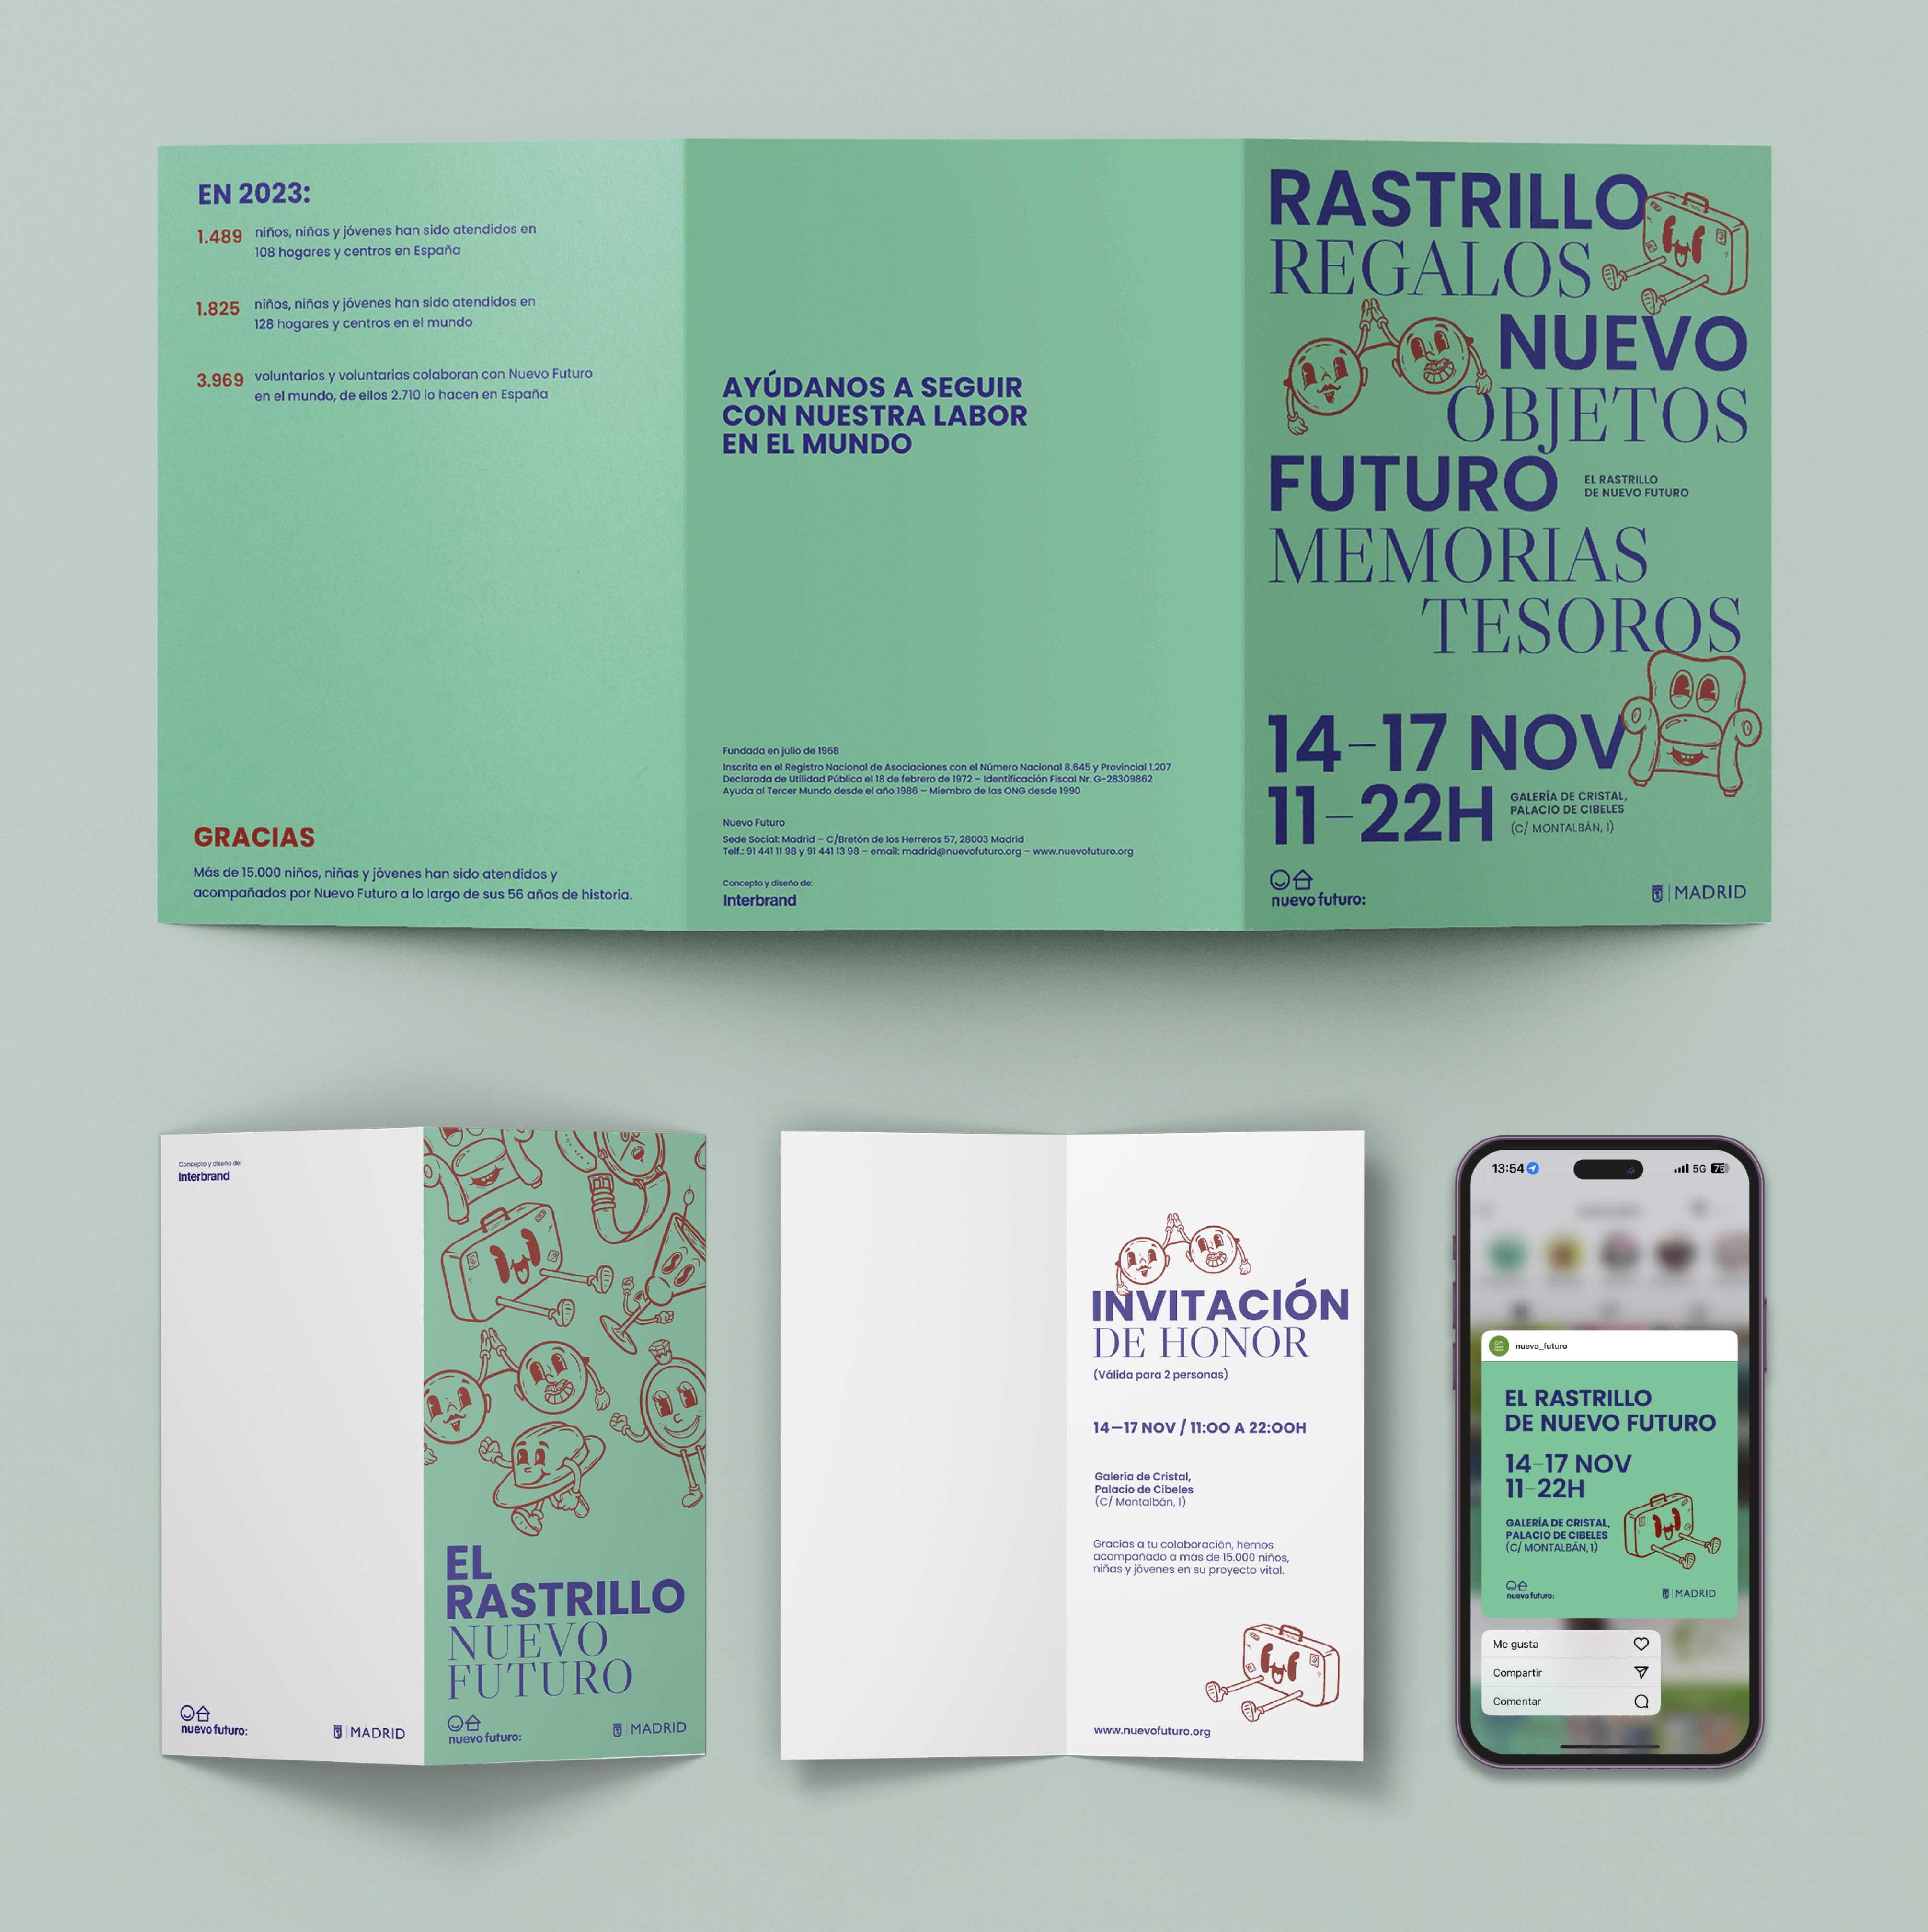 EN 2023:
1.489 niños, niñas y jóvenes han sido atendidos en
108 hogares y centros en España
1.825 niños, niñas y jóvenes han sido atendidos en
128 hogares y centros en el mundo
3.969 voluntarios y voluntarias colaboran con Nuevo Futuro
en el mundo, de ellos 2.710 lo hacen en España
GRACIAS
Más de 15.000 niños, niñas y jóvenes han sido atendidos y
acompañados por Nuevo Futuro a lo largo de sus 56 años de historia.
AYÚDANOS A SEGUIR
CON NUESTRA LABOR
EN EL MUNDO
Fundada en julio de 1968
Inscrita en el Registro Nacional de Asociaciones con el Número Nacional 8.645 y Provincial 1.207
Declarada de Utilidad Pública el 18 de febrero de 1972 – Identificación Fiscal Nr. G-28309862
Ayuda al Tercer Mundo desde el año 1986 – Miembro de las ONG desde 1990
Nuevo Futuro
Sede Social: Madrid – C/Bretón de los Herreros 57, 28003 Madrid
Telf.: 91 441 11 98 y 91 441 13 98 – email: madrid@nuevofuturo.org – www.nuevofuturo.org
Concepto y diseño de:
Interbrand
RASTRILLO
REGALOS
NUEVO
OBJETOS
FUTURO
EL RASTRILLO
DE NUEVO FUTURO
MEMORIAS
TESOROS
14–17 NOV
11–22H
GALERÍA DE CRISTAL,
PALACIO DE CIBELES
(C/ MONTALBÁN, 1)
nuevo futuro:
MADRID
Concepto y diseño de:
Interbrand
nuevo futuro:
MADRID
EL
RASTRILLO
NUEVO
FUTURO
nuevo futuro:
MADRID
INVITACIÓN
DE HONOR
(Válida para 2 personas)
14–17 NOV / 11:00 A 22:00H
Galería de Cristal,
Palacio de Cibeles
(C/ Montalbán, 1)
Gracias a tu colaboración, hemos
acompañado a más de 15.000 niños,
niñas y jóvenes en su proyecto vital.
www.nuevofuturo.org
13:54 5G 75
nuevo_futuro
EL RASTRILLO
DE NUEVO FUTURO
14–17 NOV
11–22H
GALERÍA DE CRISTAL,
PALACIO DE CIBELES
(C/ MONTALBÁN, 1)
nuevo futuro:
MADRID
Me gusta
Compartir
Comentar